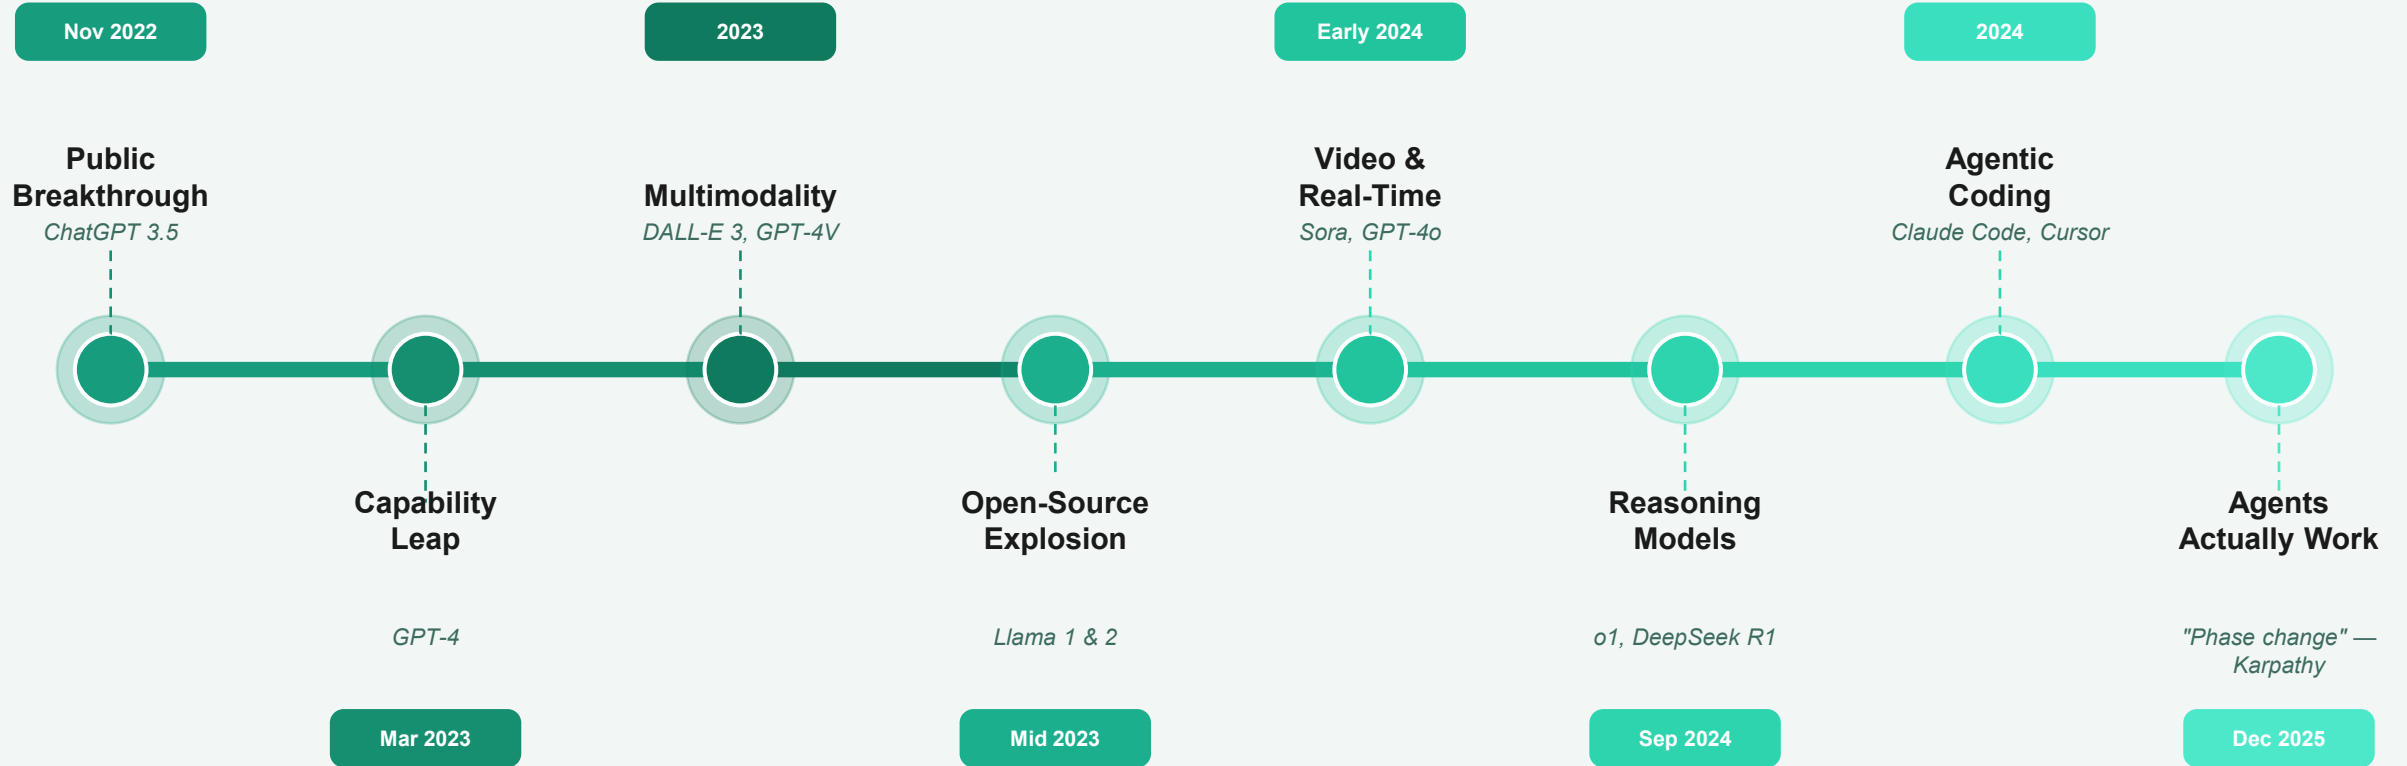 Nov 2022
2023
Early 2024
2024
Public
Breakthrough
ChatGPT 3.5
Multimodality
DALL-E 3, GPT-4V
Video &
Real-Time
Sora, GPT-4o
Agentic
Coding
Claude Code, Cursor
Capability
Leap
GPT-4
Mar 2023
Open-Source
Explosion
Llama 1 & 2
Mid 2023
Reasoning
Models
o1, DeepSeek R1
Sep 2024
Agents
Actually Work
"Phase change" —
Karpathy
Dec 2025